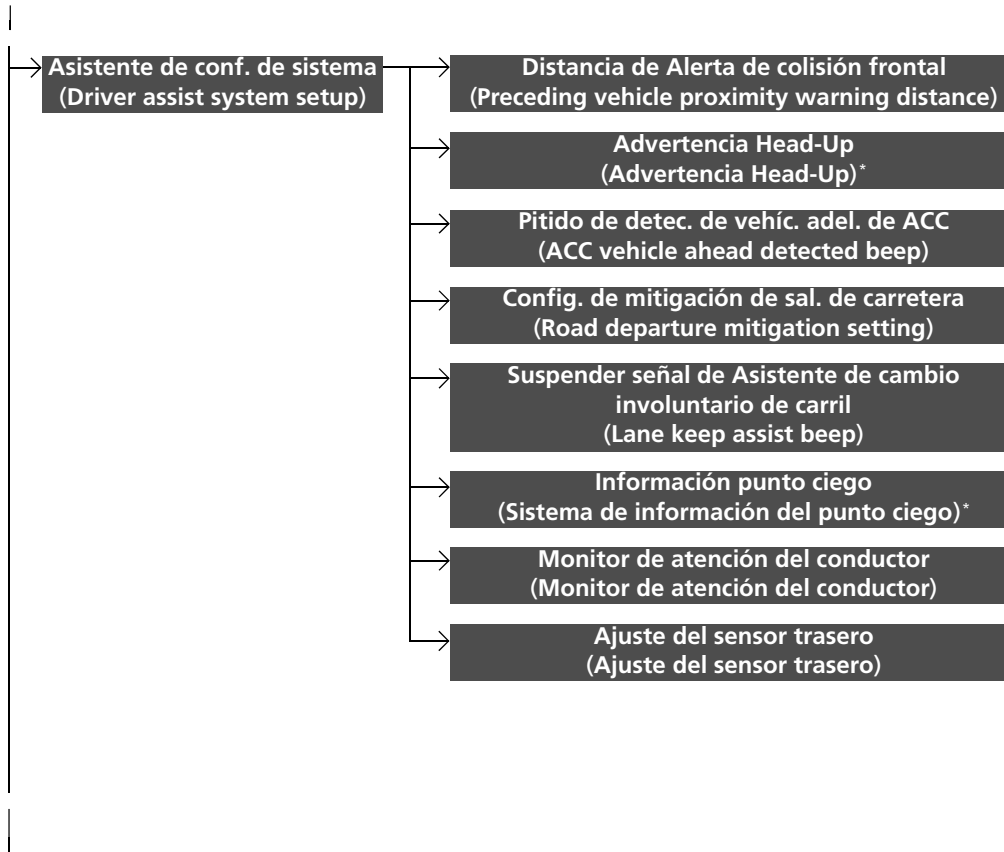 Asistente de conf. de sistema
(Driver assist system setup)
Distancia de Alerta de colisión frontal
(Preceding vehicle proximity warning distance)
Advertencia Head-Up
(Advertencia Head-Up)*
Pitido de detec. de vehíc. adel. de ACC
(ACC vehicle ahead detected beep)
Config. de mitigación de sal. de carretera
(Road departure mitigation setting)
Suspender señal de Asistente de cambio
involuntario de carril
(Lane keep assist beep)
Información punto ciego
(Sistema de información del punto ciego)*
Monitor de atención del conductor
(Monitor de atención del conductor)
Ajuste del sensor trasero
(Ajuste del sensor trasero)